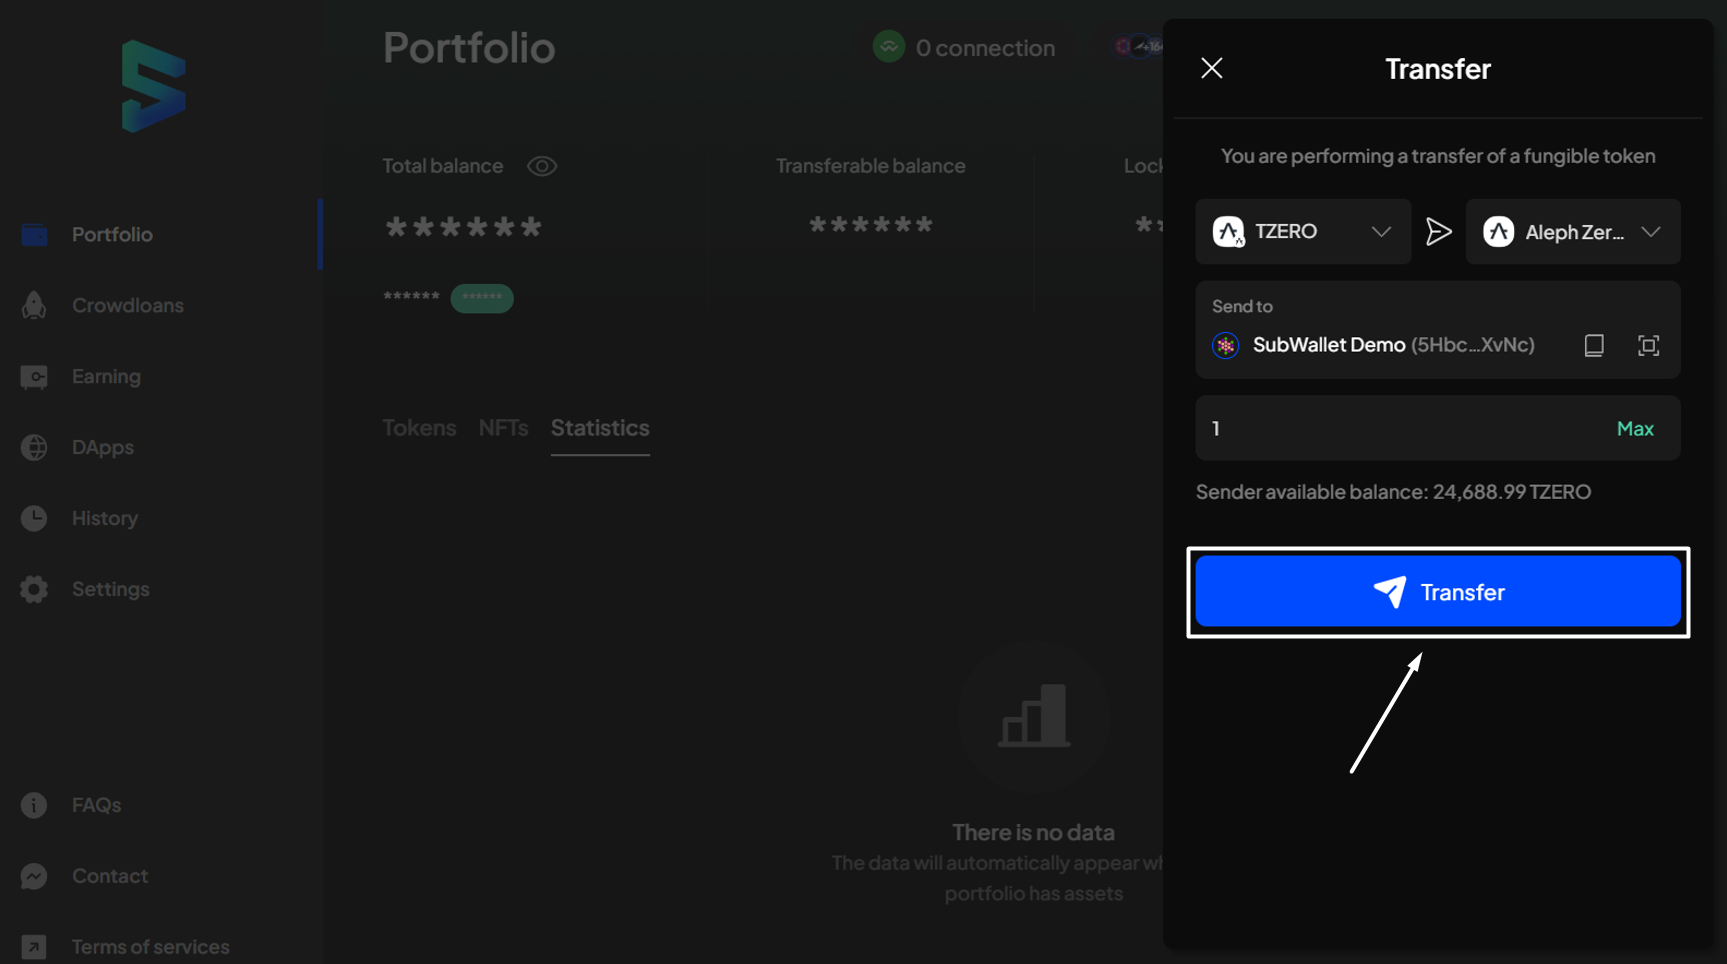 Portfolio
0 connection
Total balance
Transferable balance
******
******
**
******
******
Tokens NFTs Statistics
There is no data
The data will automatically appear
portfolio has assets
Portfolio
Crowdloans
Earning
DApps
History
Settings
FAQs
Contact
Terms of services
Transfer
You are performing a transfer of a fungible token
TZERO
Aleph Zer...
Send to
SubWallet Demo (5Hbc...XvNc)
1
Max
Sender available balance: 24,688.99 TZERO
Transfer